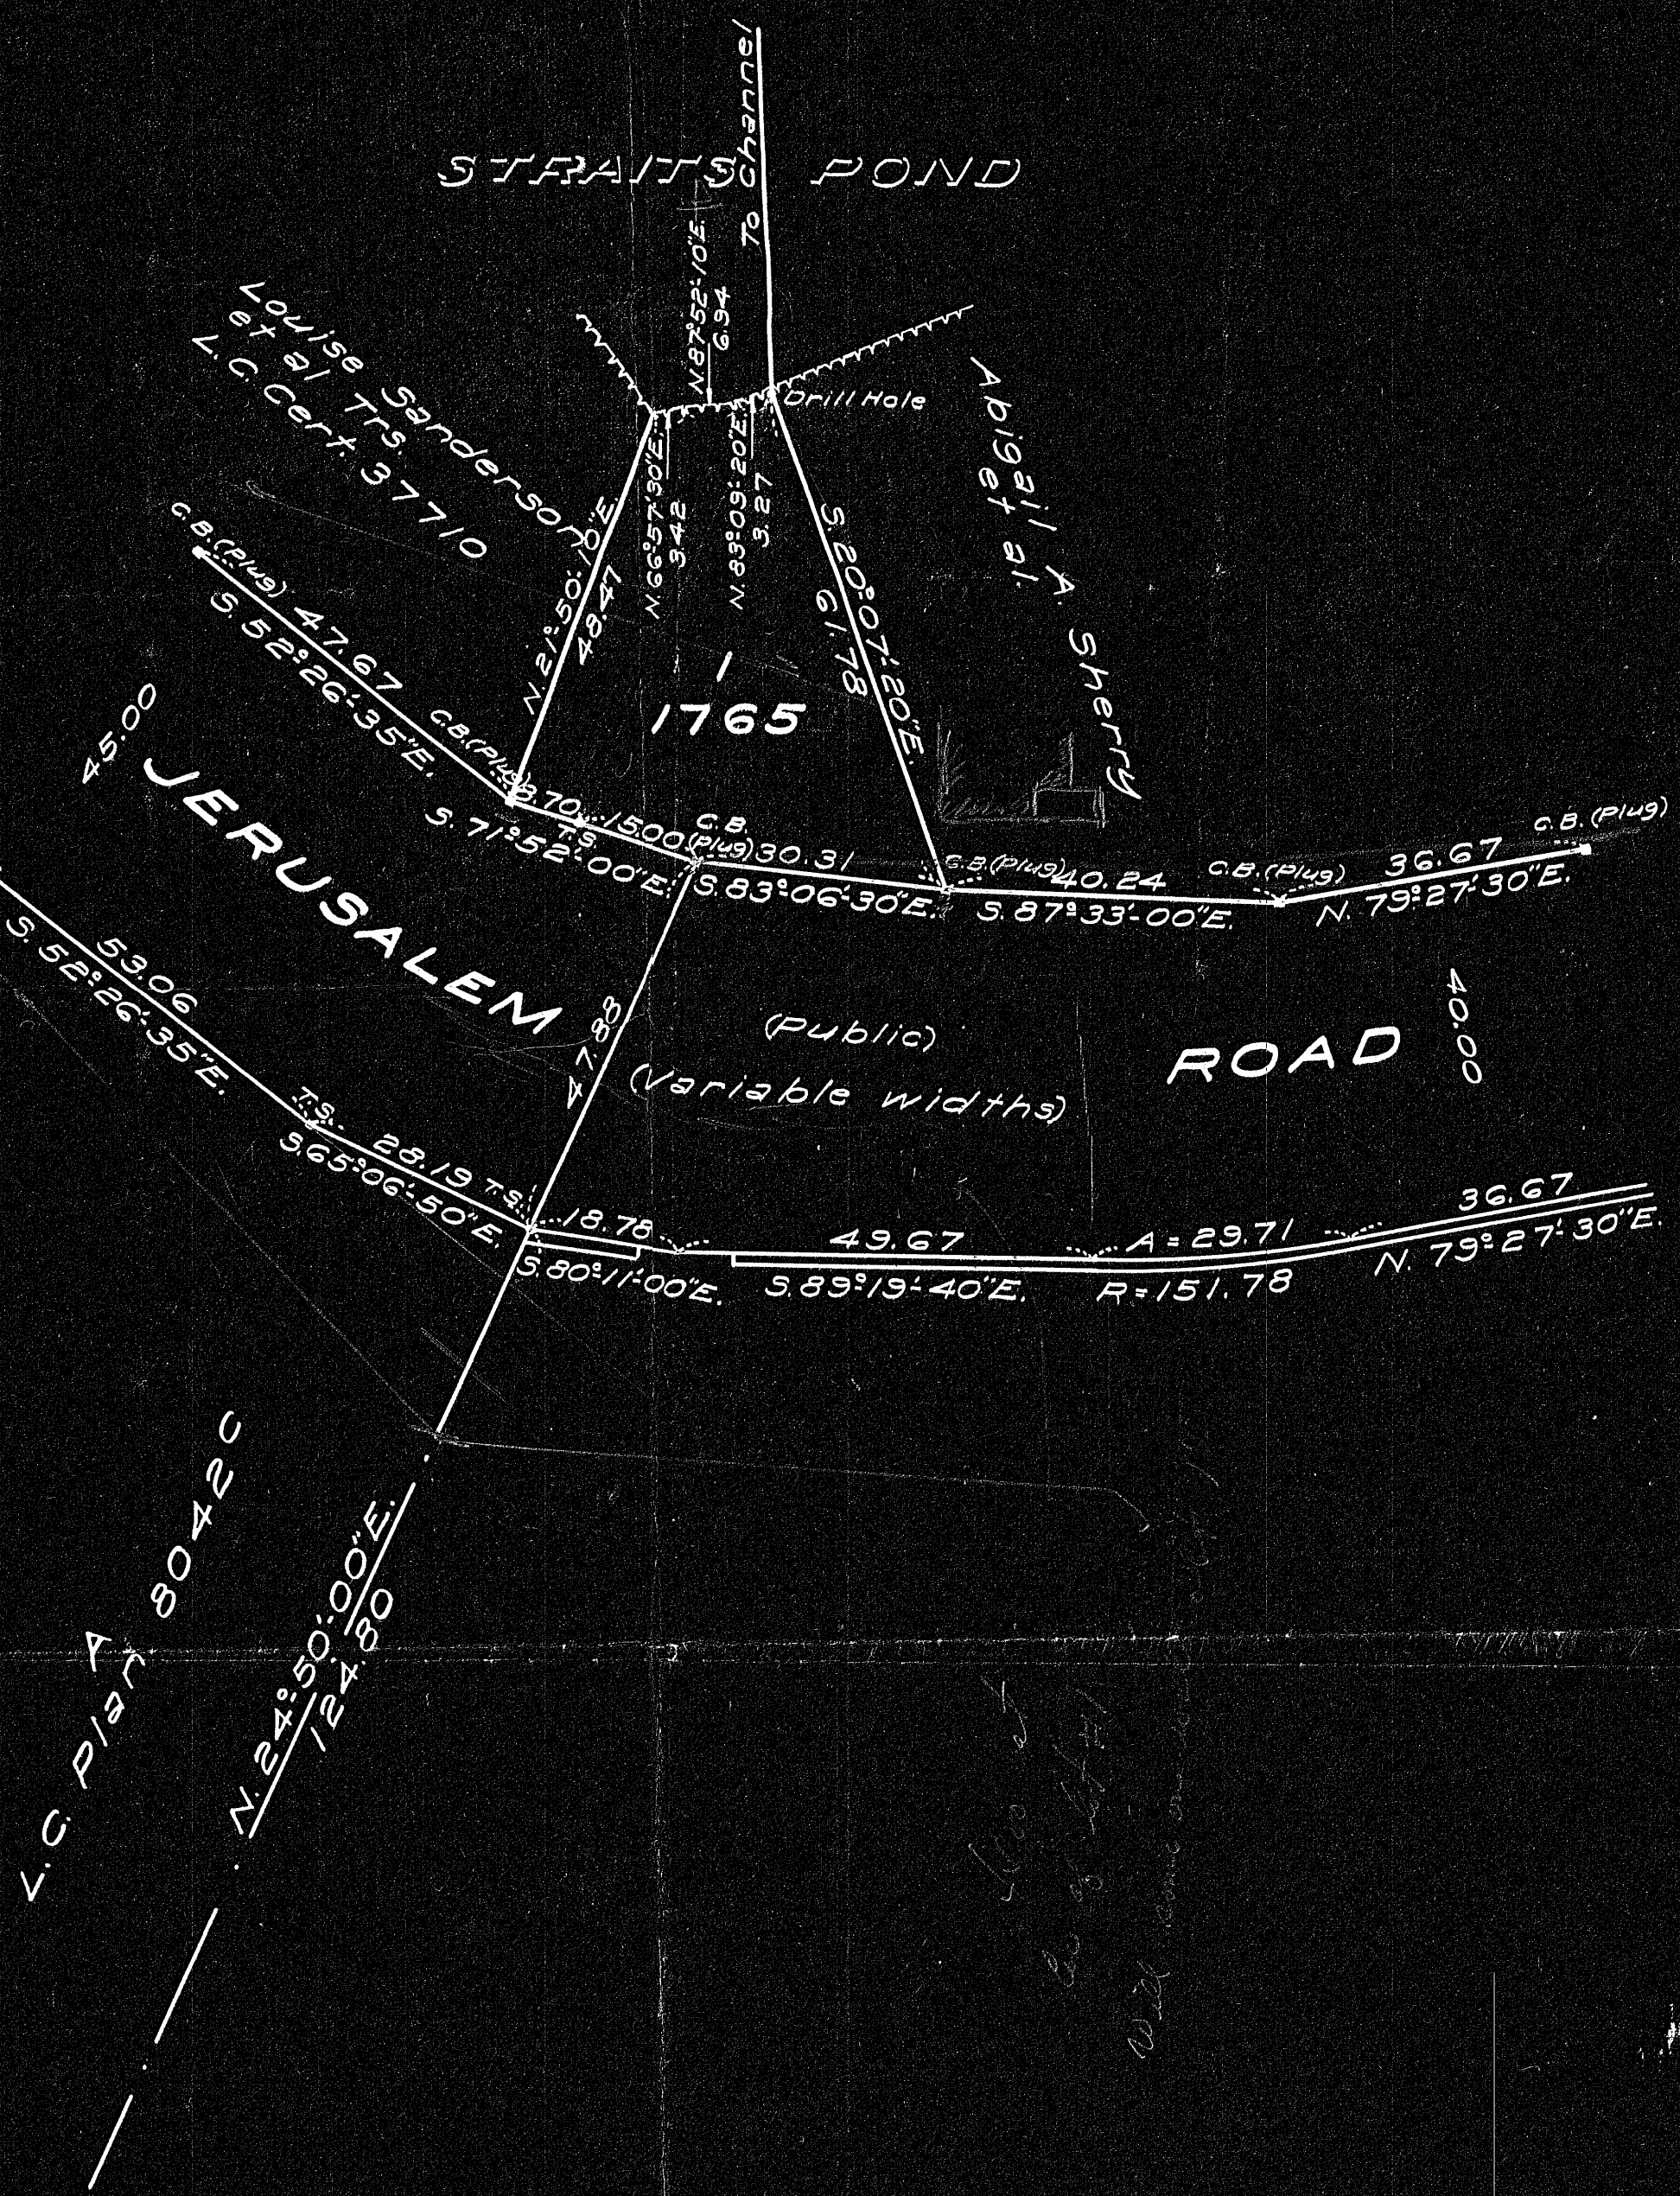 STRAITS POND
To Channel
N.87°52'-10"E.
6.94
Louise Sanderson
et al Trs.
L.C. Cert. 37710
Drill Hole
Abigail A. Sherry
et al.
N. 21°-50'-10"E.
48.47
N.66°57'30"E.
3.42
N.83°-09'-20"E.
3.27
S. 20°-07'-20"E.
61.78
C.B.(Plug) 47.67
S. 52°-26'-35"E.
C.B.(Plug)
1
1765
45.00
JERUSALEM
8.70
T.S.
15.00
S. 71°-52'-00"E.
C.B.
(Plug) 30.31
S. 83°-06'-30"E.
C.B.(Plug) 40.24
S. 87°-33'-00"E.
C.B.(Plug)
36.67
N. 79°-27'-30"E.
C.B.(Plug)
53.06
S. 52°-26'-35"E.
47.88
(Public)
(Variable widths)
ROAD
40.00
T.S. 28.19 T.S.
S.65°-06'-50"E.
18.78
S.80°-11'-00"E.
49.67
S.89°-19'-40"E.
A = 29.71
R = 151.78
36.67
N. 79°-27'-30"E.
A
L.C. Plan 8042C
N. 24°-50'-00"E.
124.80